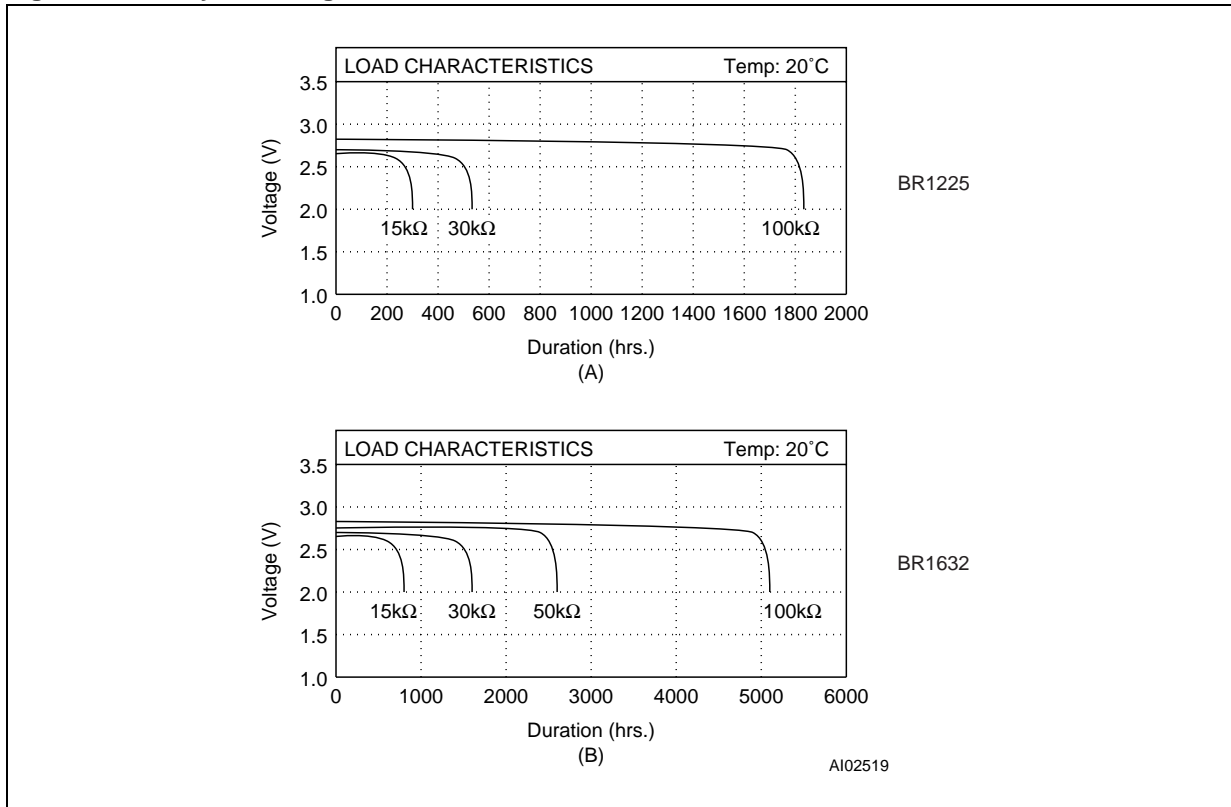 LOAD CHARACTERISTICS Temp: 20˚C
3.5
3.0
2.5
2.0
1.5
1.0
Voltage (V)
BR1225
15kΩ 30kΩ 100kΩ
0 200 400 600 800 1000 1200 1400 1600 1800 2000
Duration (hrs.)
(A)
LOAD CHARACTERISTICS Temp: 20˚C
3.5
3.0
2.5
2.0
1.5
1.0
Voltage (V)
BR1632
15kΩ 30kΩ 50kΩ 100kΩ
0 1000 2000 3000 4000 5000 6000
Duration (hrs.)
(B)
AI02519